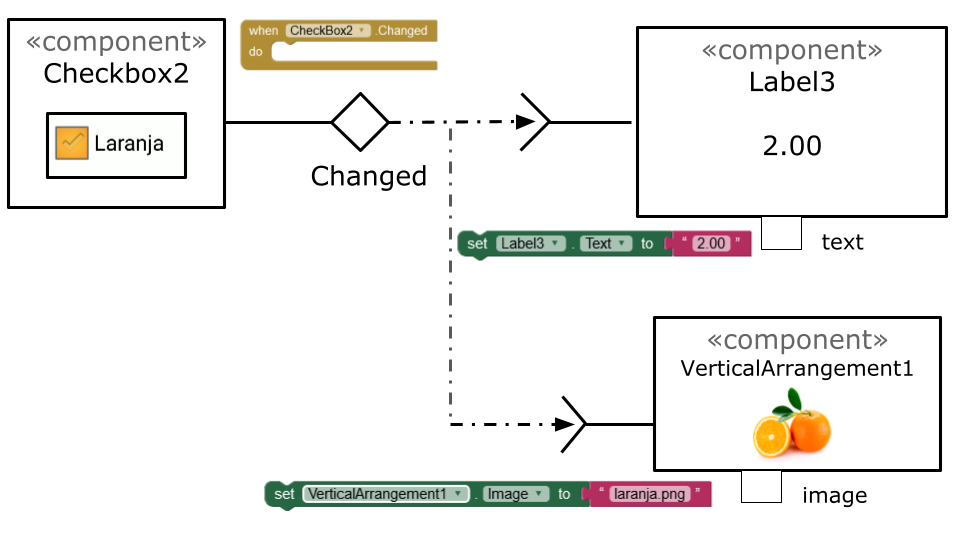 «component»
Checkbox2
Laranja
when CheckBox2 .Changed
do
Changed
«component»
Label3
2.00
text
set Label3 . Text to " 2.00 "
«component»
VerticalArrangement1
image
set VerticalArrangement1 . Image to " laranja.png "